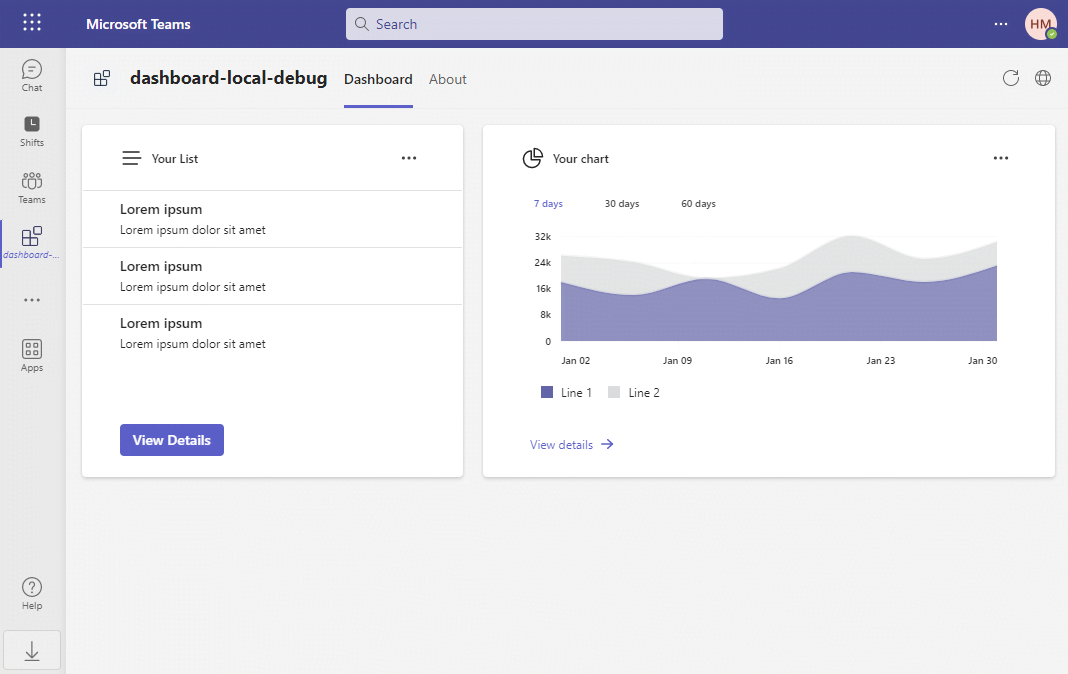 Microsoft Teams
Search
HM
Chat
Shifts
Teams
dashboard-...
Apps
Help
dashboard-local-debug
Dashboard
About
Your List
Lorem ipsum
Lorem ipsum dolor sit amet
Lorem ipsum
Lorem ipsum dolor sit amet
Lorem ipsum
Lorem ipsum dolor sit amet
View Details
Your chart
7 days
30 days
60 days
32k
24k
16k
8k
0
Jan 02
Jan 09
Jan 16
Jan 23
Jan 30
Line 1
Line 2
View details